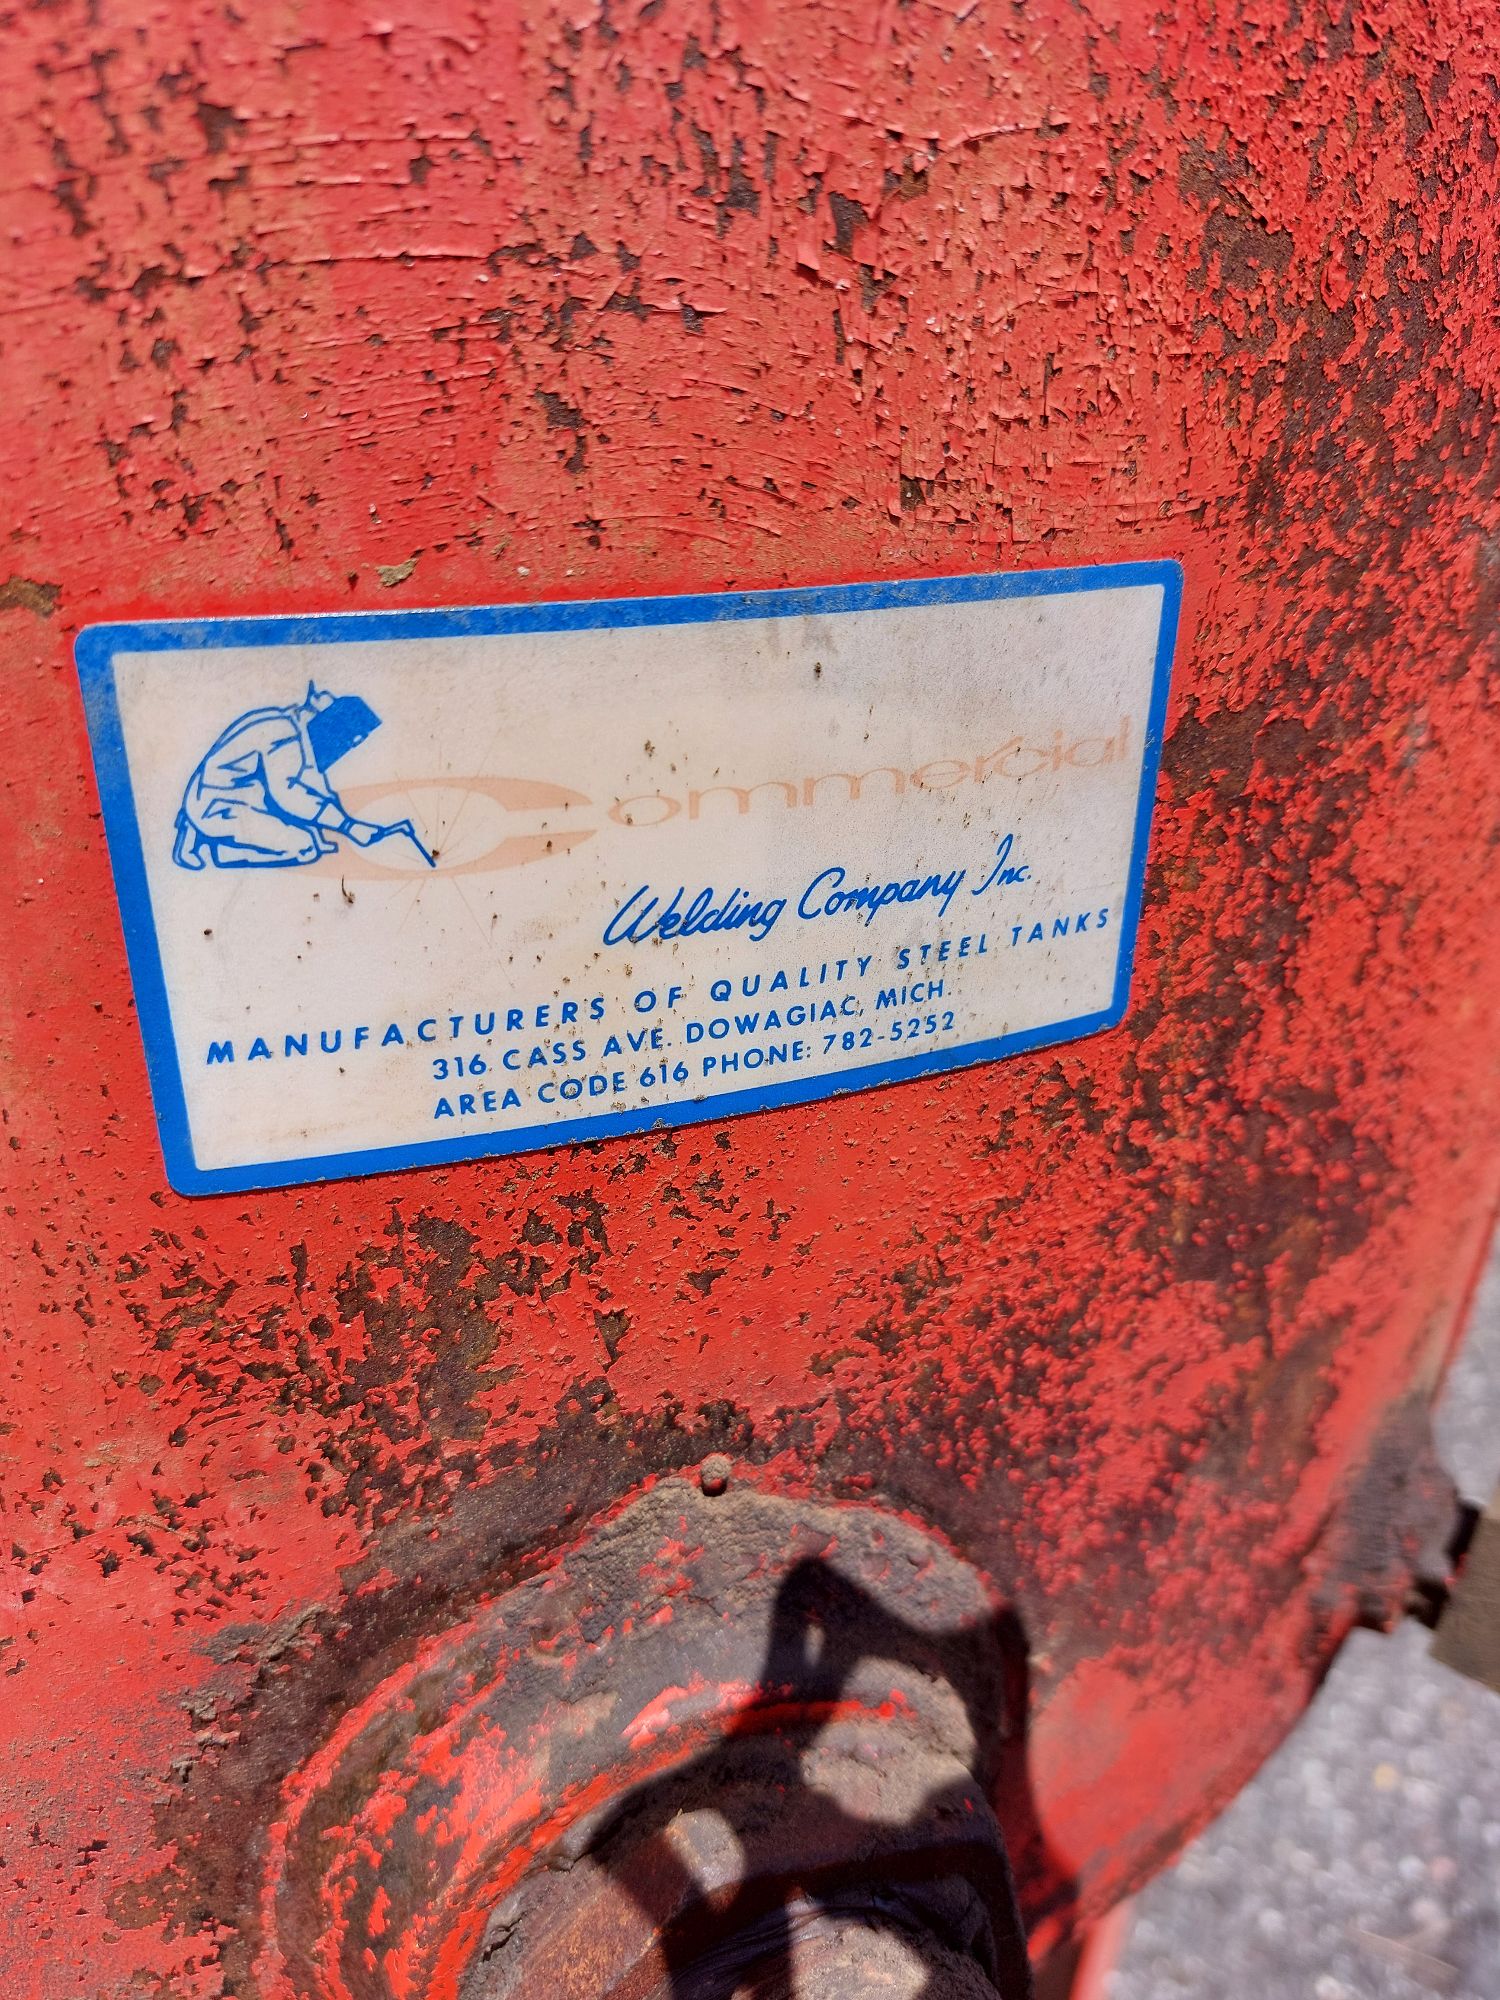 Commercial
Welding Company Inc.
MANUFACTURERS OF QUALITY STEEL TANKS
316 CASS AVE. DOWAGIAC, MICH.
AREA CODE 616 PHONE: 782-5252